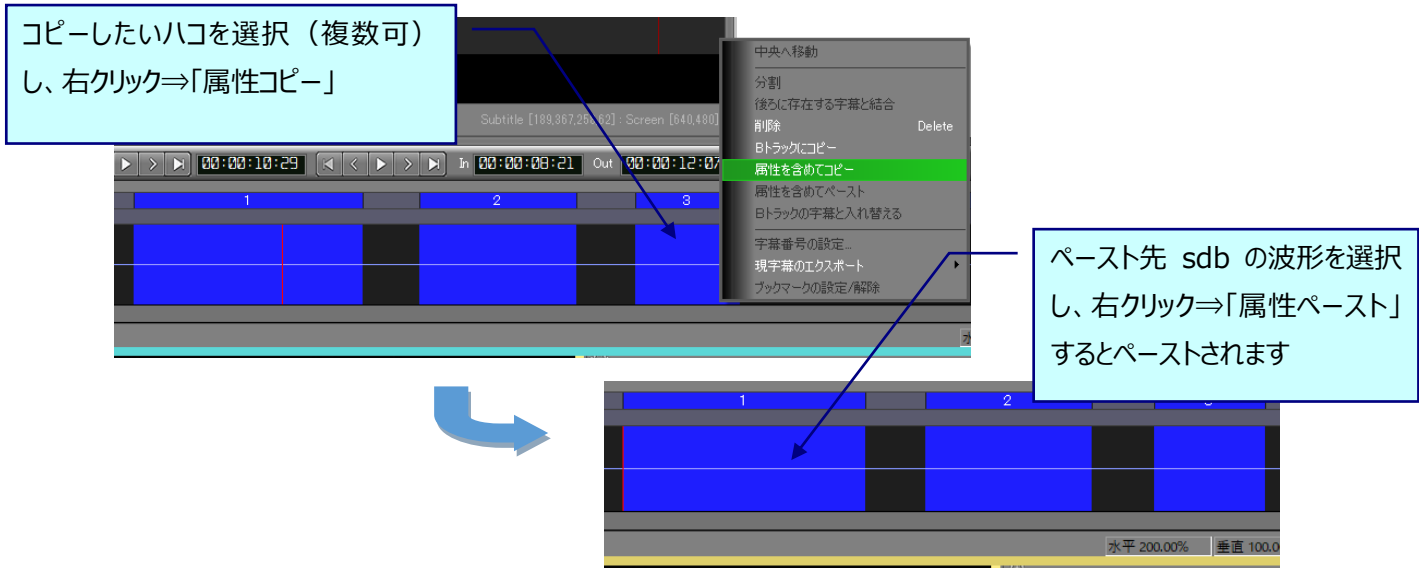 コピーしたいハコを選択（複数可）
し、右クリック⇒「属性コピー」
中央へ移動
分割
後ろに存在する字幕と結合
削除 Delete
Bトラックにコピー
属性を含めてコピー
属性を含めてペースト
Bトラックの字幕と入れ替える
字幕番号の設定...
現字幕のエクスポート
ブックマークの設定/解除
Subtitle [189,367,25 ,62] : Screen [640,480]
00:00:10:29 In 00:00:08:21 Out 00:00:12:07
1 2 3
ペースト先 sdb の波形を選択
し、右クリック⇒「属性ペースト」
するとペーストされます
1 2
水平 200.00% 垂直 100.0